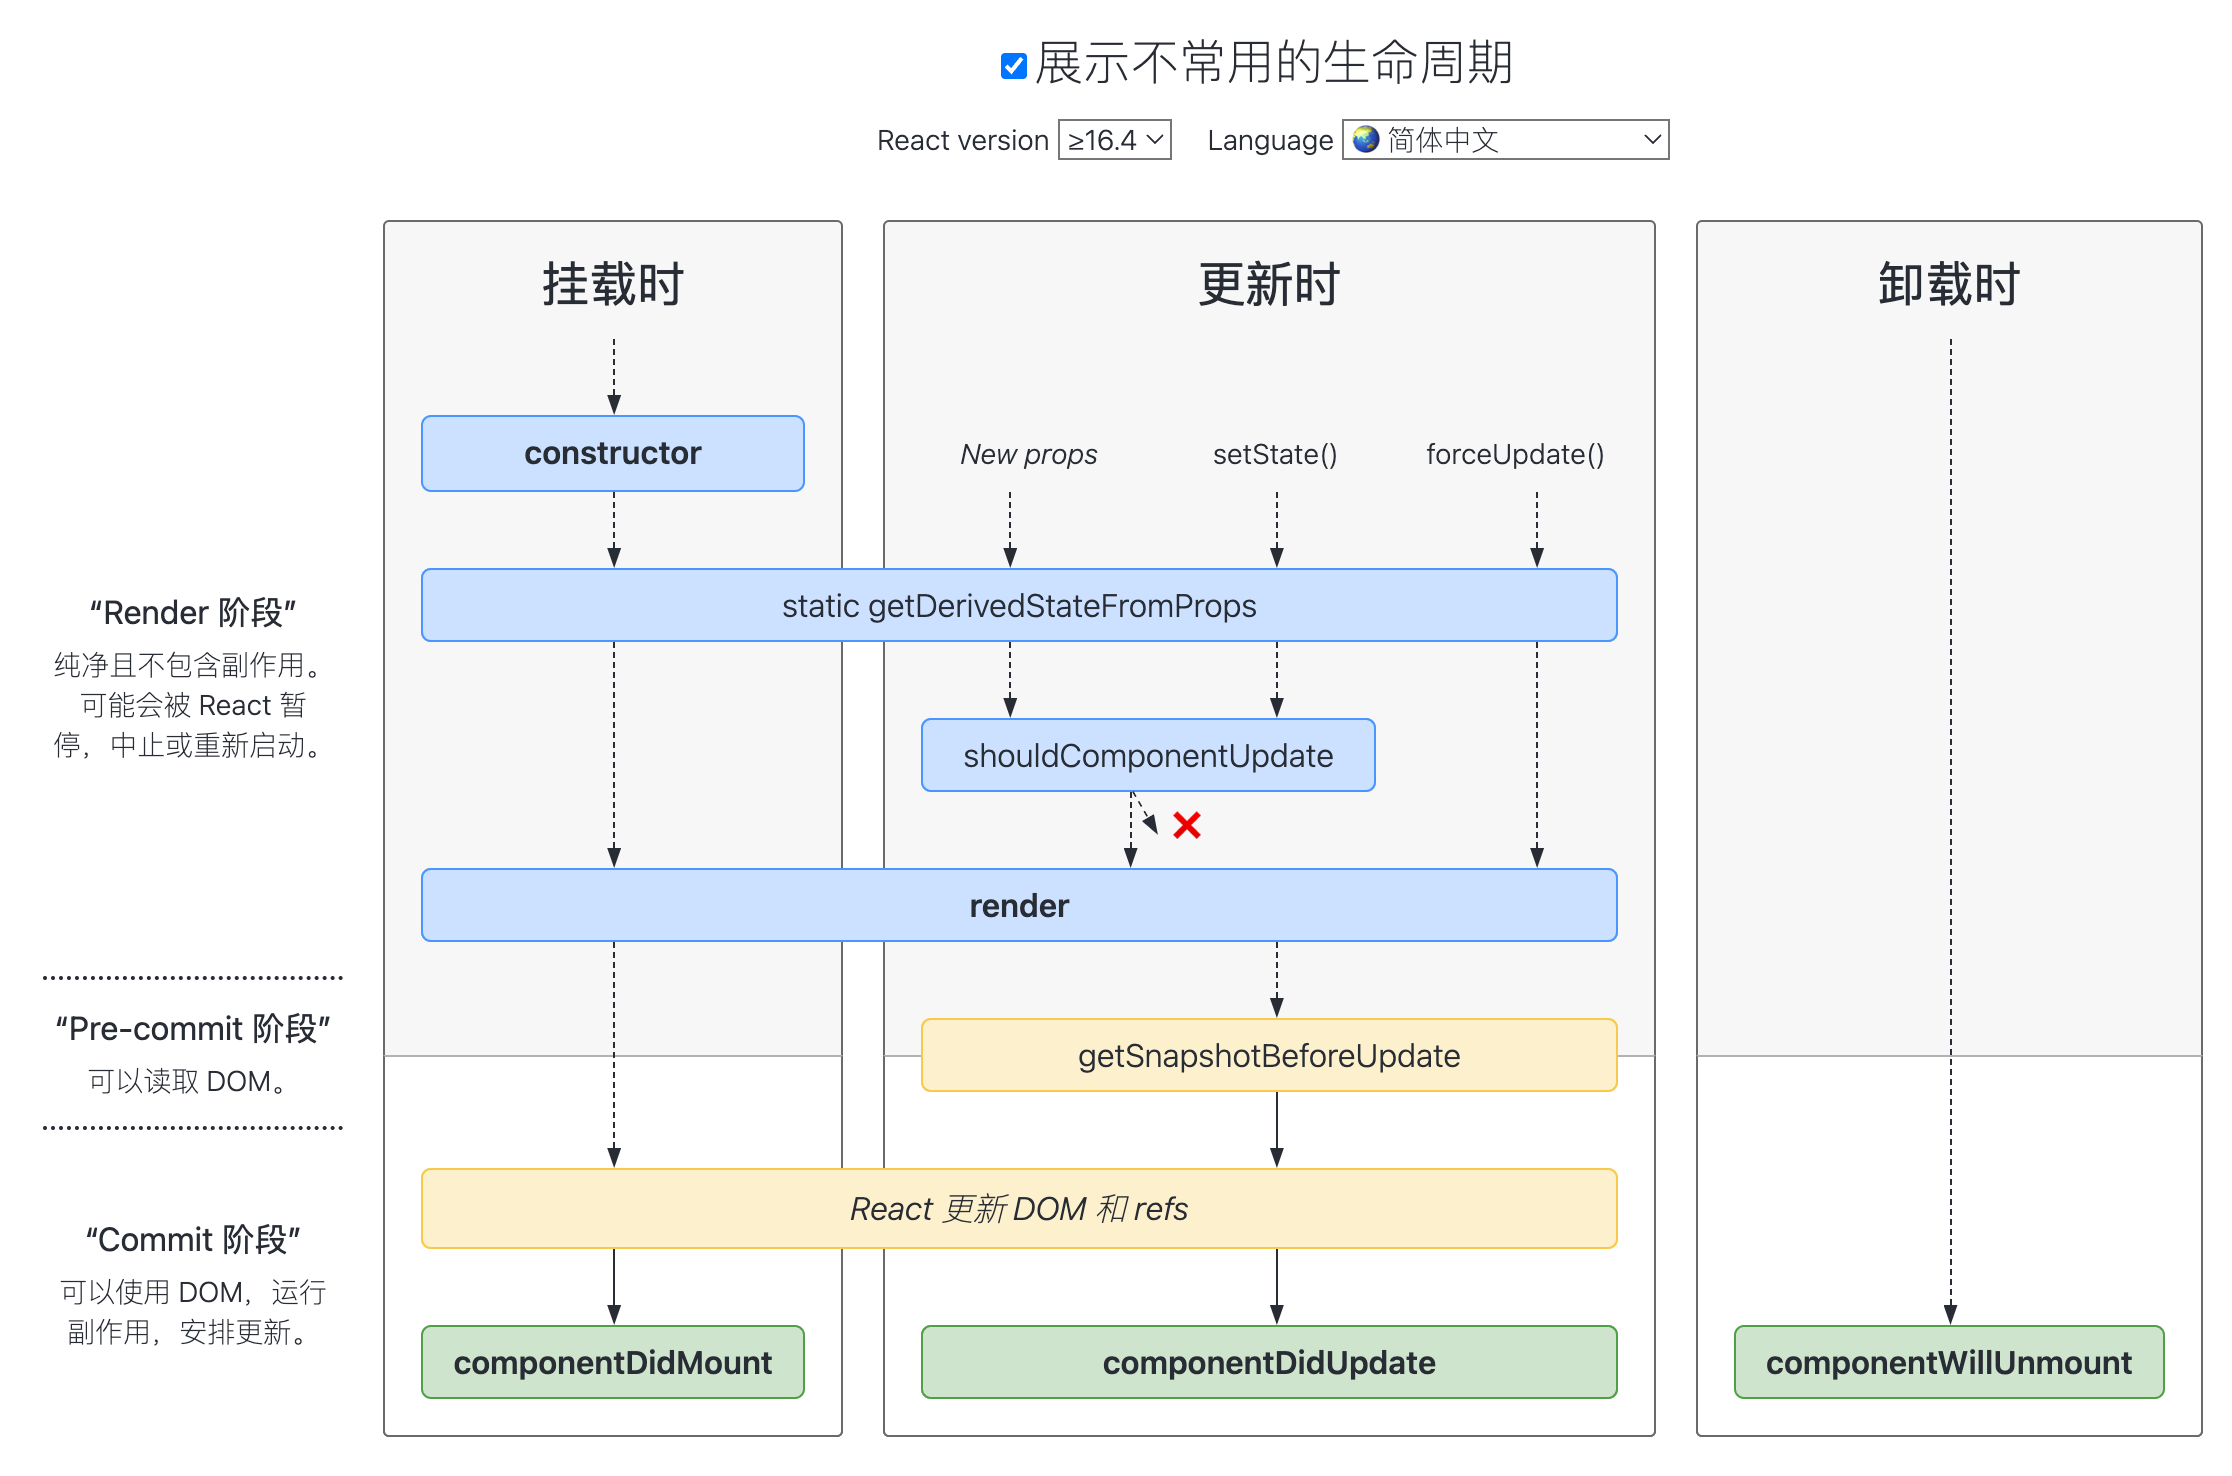 展示不常用的生命周期
React version ≥16.4 Language 简体中文
挂载时
更新时
卸载时
constructor
New props
setState()
forceUpdate()
static getDerivedStateFromProps
“Render 阶段”
纯净且不包含副作用。
可能会被 React 暂
停，中止或重新启动。
shouldComponentUpdate
render
“Pre-commit 阶段”
可以读取 DOM。
getSnapshotBeforeUpdate
React 更新 DOM 和 refs
“Commit 阶段”
可以使用 DOM，运行
副作用，安排更新。
componentDidMount
componentDidUpdate
componentWillUnmount